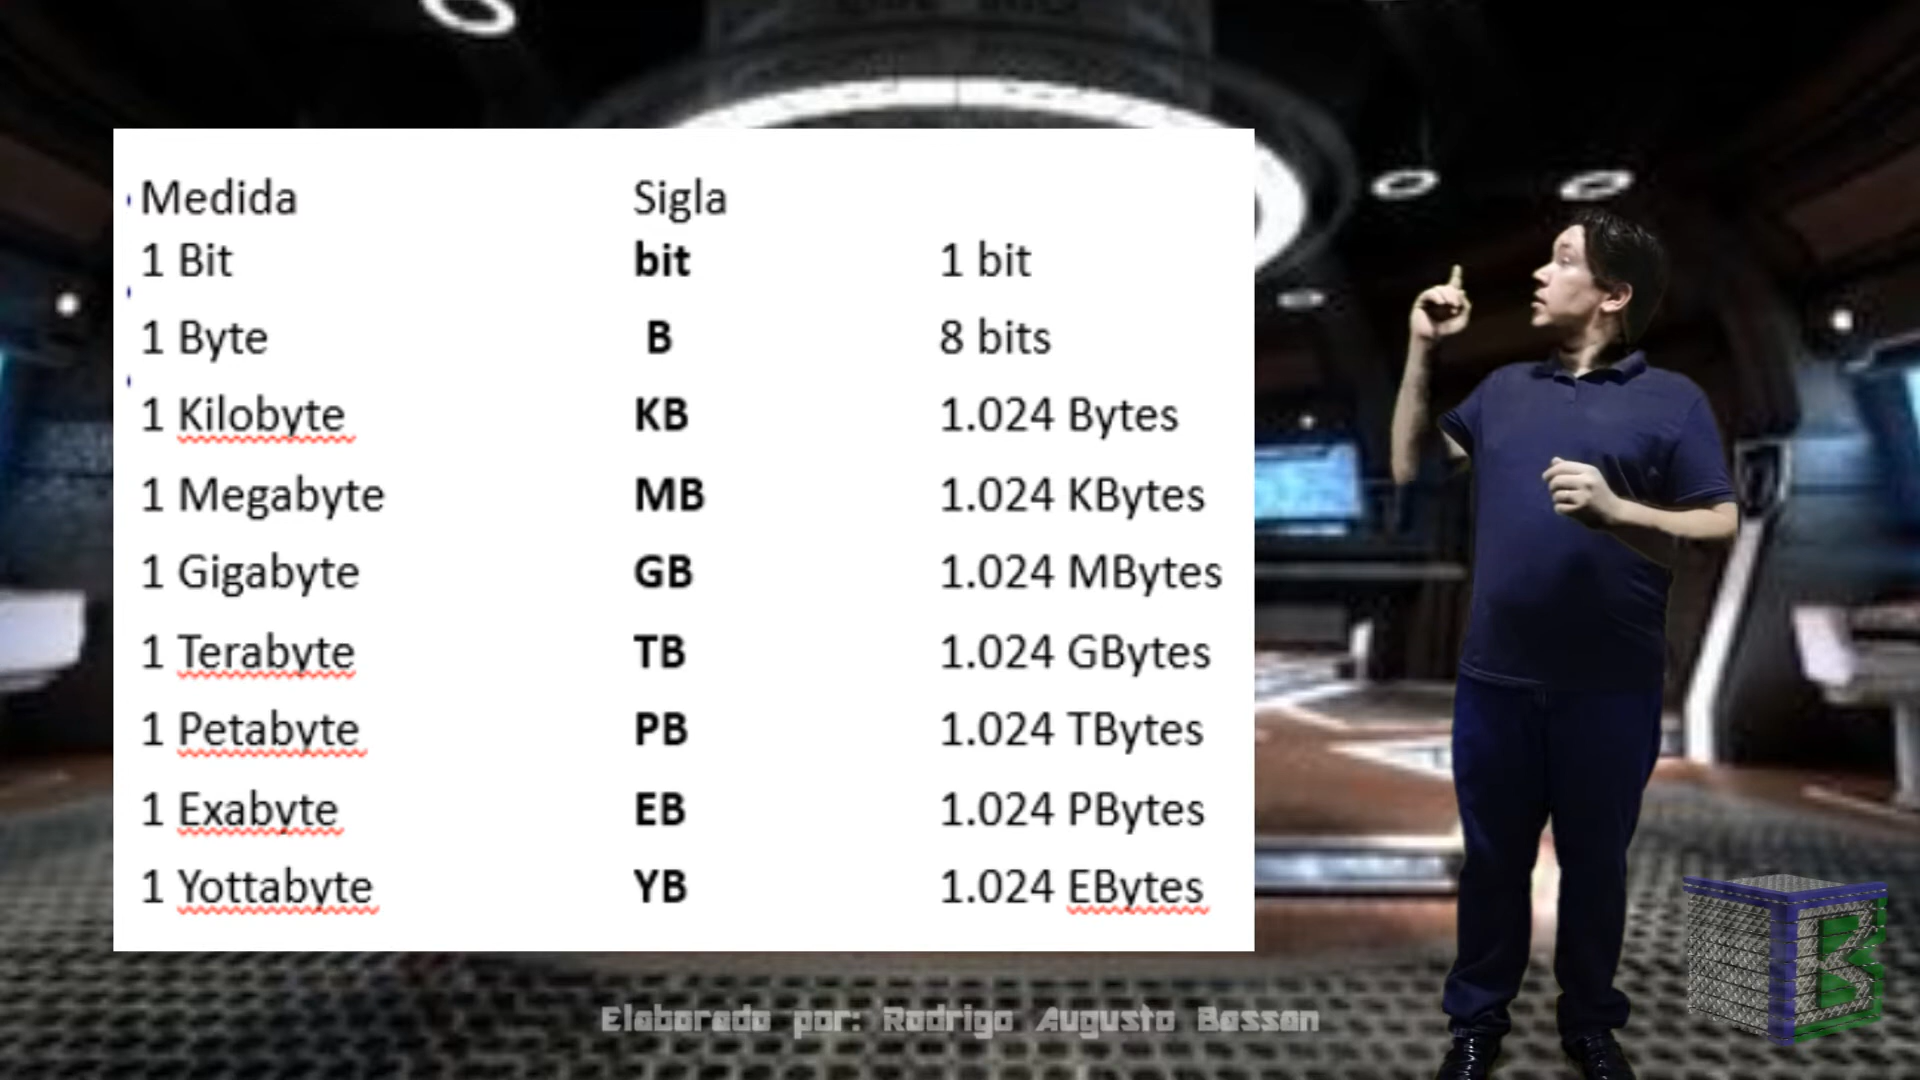 Medida Sigla
1 Bit bit 1 bit
1 Byte B 8 bits
1 Kilobyte KB 1.024 Bytes
1 Megabyte MB 1.024 KBytes
1 Gigabyte GB 1.024 MBytes
1 Terabyte TB 1.024 GBytes
1 Petabyte PB 1.024 TBytes
1 Exabyte EB 1.024 PBytes
1 Yottabyte YB 1.024 EBytes
Elaborado por: Rodrigo Augusto Bassan
B